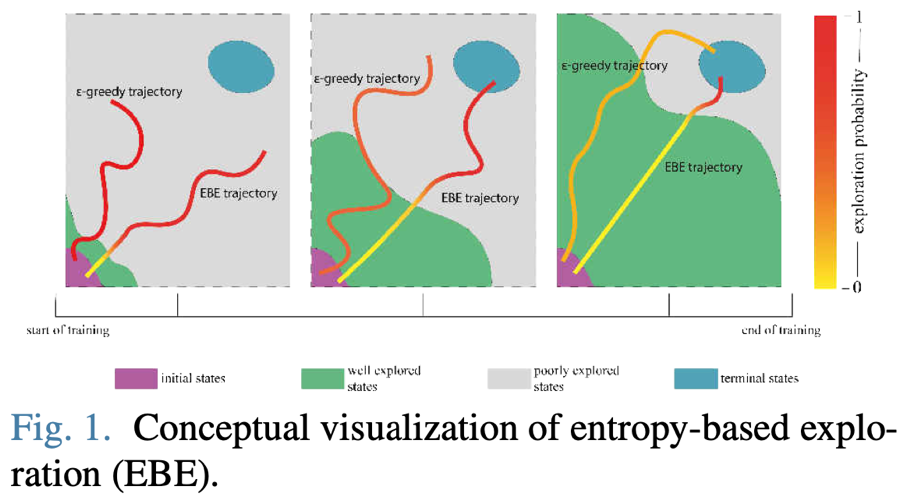 ε-greedy trajectory
EBE trajectory
ε-greedy trajectory
EBE trajectory
ε-greedy trajectory
EBE trajectory
1
exploration probability
0
start of training
end of training
initial states
well explored
states
poorly explored
states
terminal states
Fig. 1. Conceptual visualization of entropy-based explo-
ration (EBE).